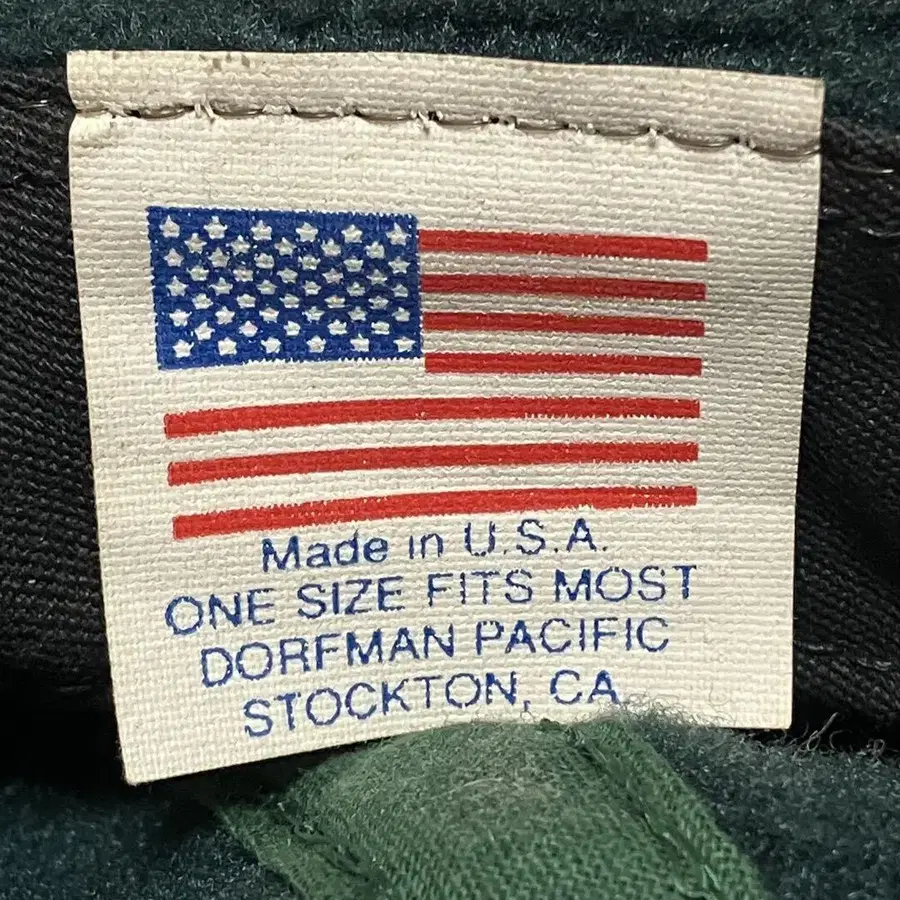 Made in U.S.A.
ONE SIZE FITS MOST
DORFMAN PACIFIC
STOCKTON, CA